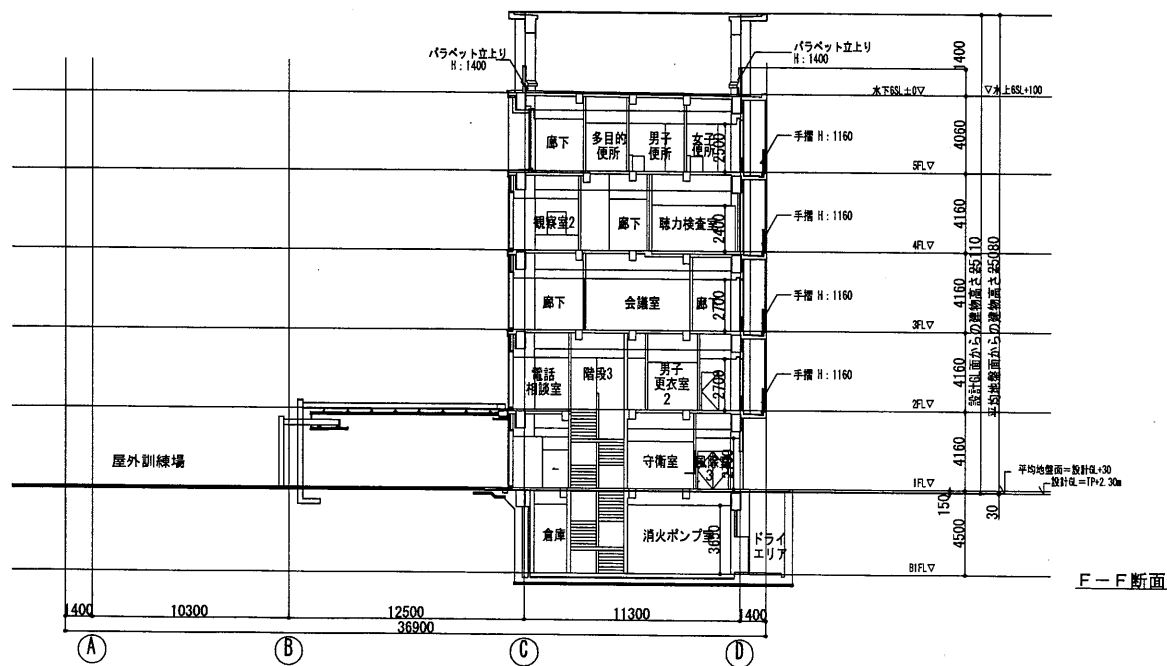 パラペット立上り
H:1400
パラペット立上り
H:1400
1400
水下6SL±0▽
▽水上6SL+100
廊下
多目的
便所
男子
便所
女子
便所
2500
手摺 H:1160
4060
5FL▽
観察室2
廊下
聴力検査室
2400
手摺 H:1160
4160
4FL▽
廊下
会議室
廊下
2700
手摺 H:1160
4160
3FL▽
設計GL面からの建物高さ25110
平均地盤面からの建物高さ25080
電話
相談室
階段3
男子
更衣室
2
2700
手摺 H:1160
4160
2FL▽
屋外訓練場
守衛室
風除室
3
4160
1FL▽
平均地盤面=設計GL+30
設計GL=TP+2.30m
150
30
倉庫
消火ポンプ室
3650
ドライ
エリア
4500
B1FL▽
F-F断面
1400
10300
12500
11300
1400
36900
A
B
C
D